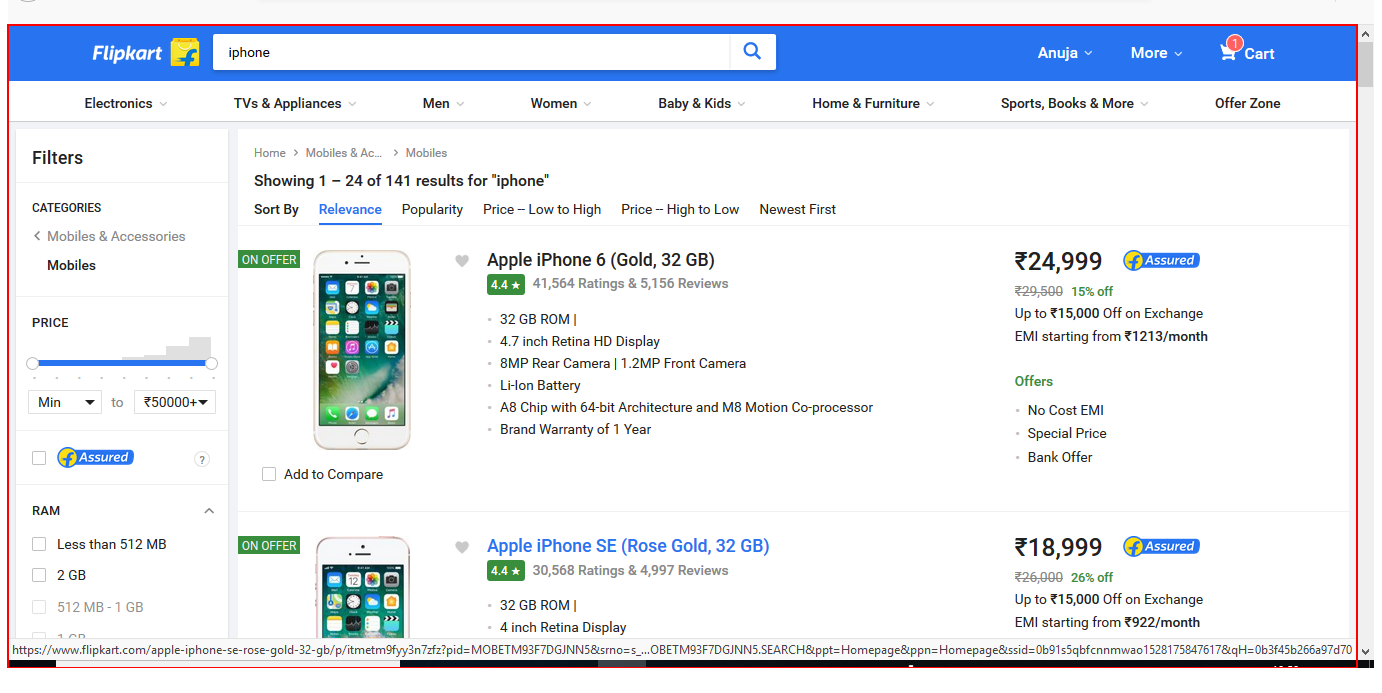 Flipkart
iphone
Anuja
More
1
Cart
Electronics
TVs & Appliances
Men
Women
Baby & Kids
Home & Furniture
Sports, Books & More
Offer Zone
Filters
CATEGORIES
Mobiles & Accessories
Mobiles
PRICE
Min to ₹50000+
Assured
?
RAM
Less than 512 MB
2 GB
512 MB - 1 GB
1 GB
Home > Mobiles & Ac... > Mobiles
Showing 1 – 24 of 141 results for "iphone"
Sort By Relevance Popularity Price -- Low to High Price -- High to Low Newest First
ON OFFER
Add to Compare
Apple iPhone 6 (Gold, 32 GB)
4.4 ★ 41,564 Ratings & 5,156 Reviews
32 GB ROM |
4.7 inch Retina HD Display
8MP Rear Camera | 1.2MP Front Camera
Li-Ion Battery
A8 Chip with 64-bit Architecture and M8 Motion Co-processor
Brand Warranty of 1 Year
₹24,999 Assured
₹29,500 15% off
Up to ₹15,000 Off on Exchange
EMI starting from ₹1213/month
Offers
No Cost EMI
Special Price
Bank Offer
ON OFFER
Apple iPhone SE (Rose Gold, 32 GB)
4.4 ★ 30,568 Ratings & 4,997 Reviews
32 GB ROM |
4 inch Retina Display
₹18,999 Assured
₹26,000 26% off
Up to ₹15,000 Off on Exchange
EMI starting from ₹922/month
https://www.flipkart.com/apple-iphone-se-rose-gold-32-gb/p/itmetm9fyy3n7zfz?pid=MOBETM93F7DGJNN5&srno=s_...OBETM93F7DGJNN5.SEARCH&ppt=Homepage&ppn=Homepage&ssid=0b91s5qbfcnnmwao1528175847617&qH=0b3f45b266a97d70